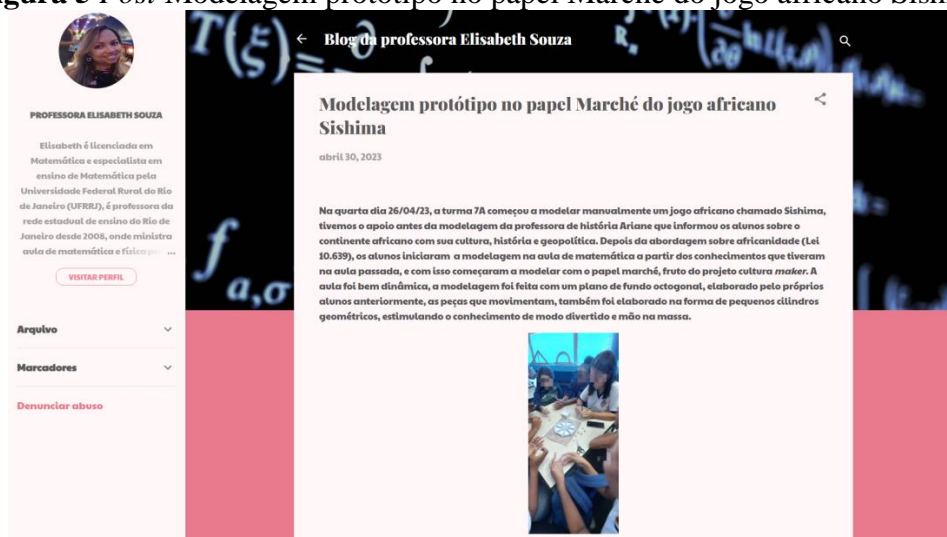 gura 5 Post Modelagem protótipo no papel Marché do jogo africano Sish
Blog da professora Elisabeth Souza
PROFESSORA ELISABETH SOUZA
Elisabeth é licenciada em
Matemática e especialista em
ensino de Matemática pela
Universidade Federal Rural do Rio
de Janeiro (UFRRJ), é professora da
rede estadual de ensino do Rio de
Janeiro desde 2008, onde ministra
aula de matemática e física ...
VISITAR PERFIL
Arquivo
Marcadores
Denunciar abuso
Modelagem protótipo no papel Marché do jogo africano
Sishima
abril 30, 2023
Na quarta dia 26/04/23, a turma 7A começou a modelar manualmente um jogo africano chamado Sishima,
tivemos o apoio antes da modelagem da professora de história Ariane que informou os alunos sobre o
continente africano com sua cultura, história e geopolítica. Depois da abordagem sobre africanidade (Lei
10.639), os alunos iniciaram a modelagem na aula de matemática a partir dos conhecimentos que tiveram
na aula passada, e com isso começaram a modelar com o papel marché, fruto do projeto cultura maker. A
aula foi bem dinâmica, a modelagem foi feita com um plano de fundo octogonal, elaborado pelo próprios
alunos anteriormente, as peças que movimentam, também foi elaborado na forma de pequenos cilindros
geométricos, estimulando o conhecimento de modo divertido e mão na massa.